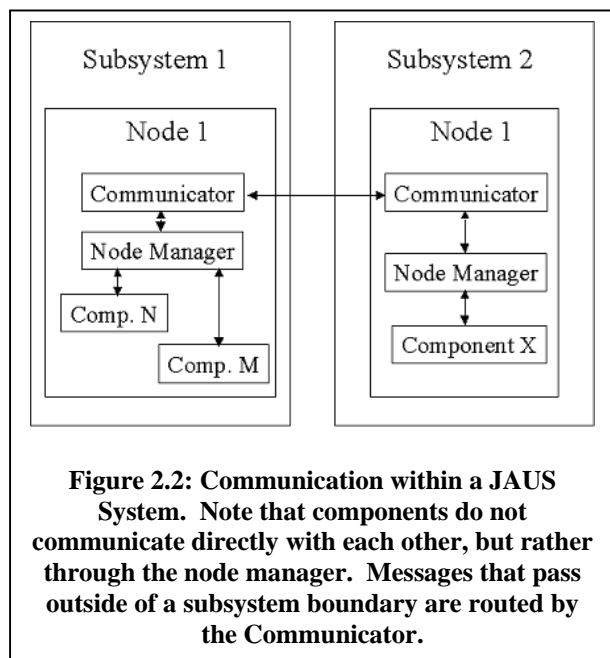 Subsystem 1
Node 1
Communicator
Node Manager
Comp. N
Comp. M
Subsystem 2
Node 1
Communicator
Node Manager
Component X
Figure 2.2: Communication within a JAUS
System. Note that components do not
communicate directly with each other, but rather
through the node manager. Messages that pass
outside of a subsystem boundary are routed by
the Communicator.